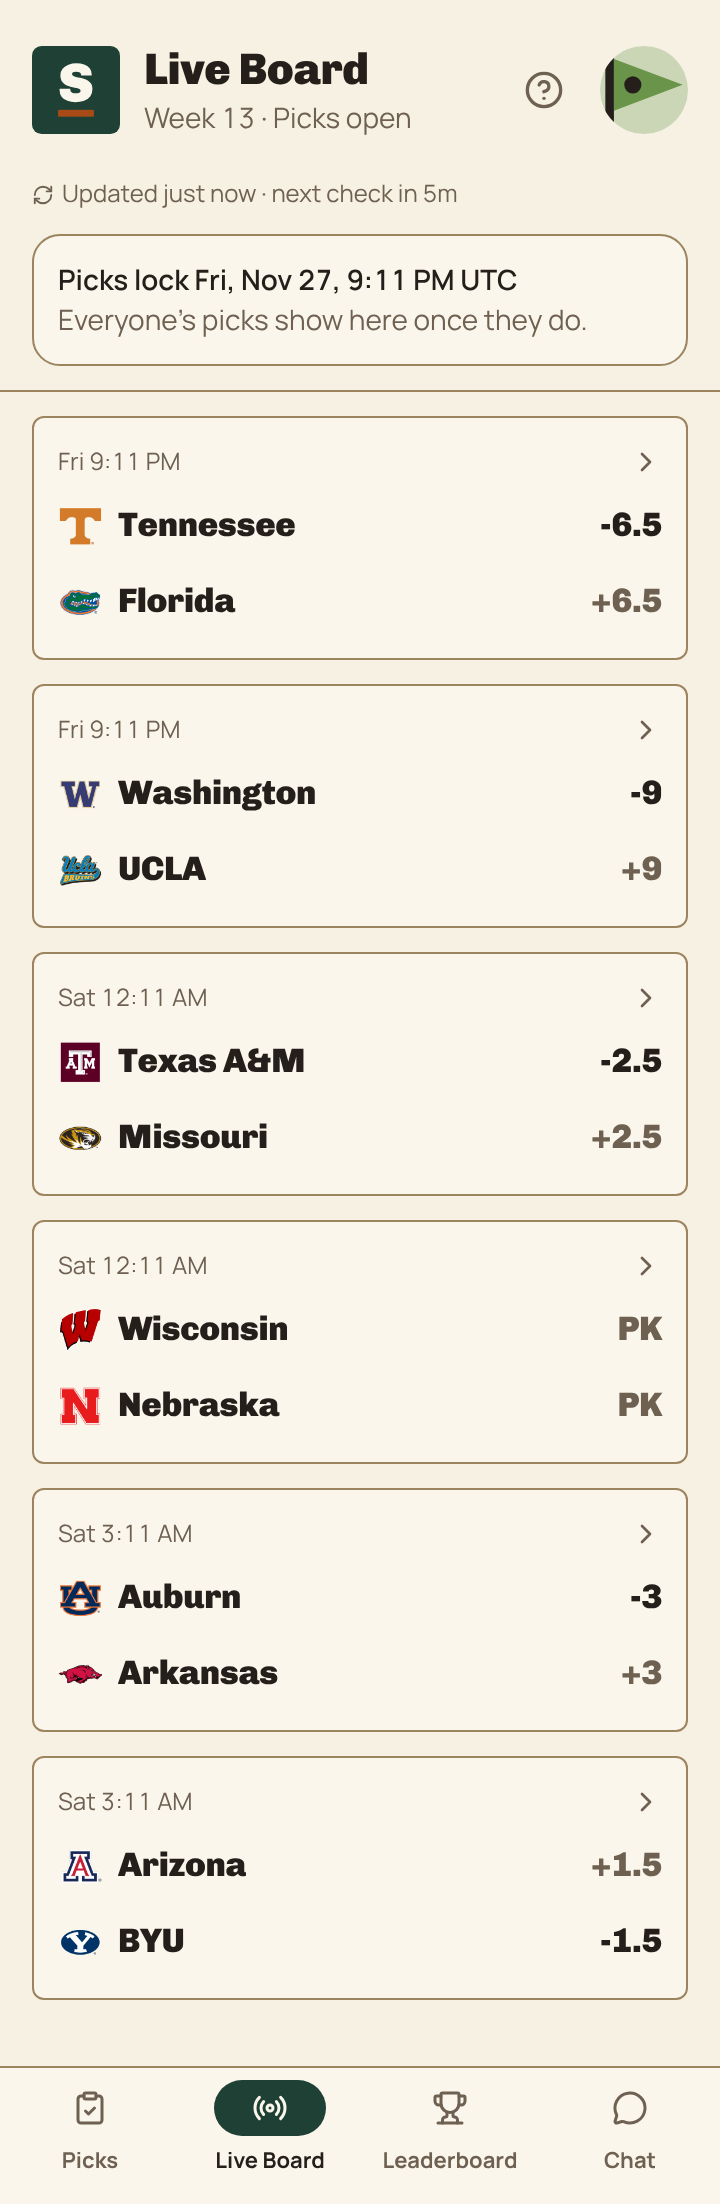 S
Live Board
Week 13 · Picks open
Updated just now · next check in 5m
Picks lock Fri, Nov 27, 9:11 PM UTC
Everyone’s picks show here once they do.
Fri 9:11 PM
T
Tennessee -6.5
Florida +6.5
Fri 9:11 PM
W
Washington -9
Ucla
BRUINS
UCLA +9
Sat 12:11 AM
ATM
Texas A&M -2.5
Missouri +2.5
Sat 12:11 AM
W
Wisconsin PK
N
Nebraska PK
Sat 3:11 AM
AU
Auburn -3
Arkansas +3
Sat 3:11 AM
A
Arizona +1.5
Y
BYU -1.5
Picks
Live Board
Leaderboard
Chat